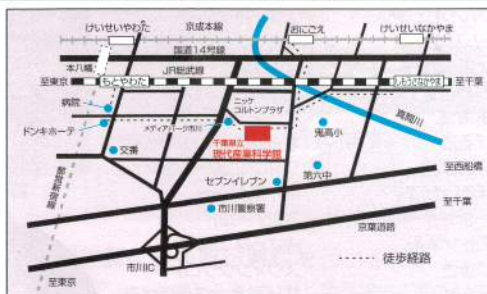 けいせいやわた
京成本線
おにごえ
けいせいなかやま
国道14号線
本八幡
JR総武線
至東京
もとやわた
しもうさなかやま
至千葉
病院
ニッケ
コルトンプラザ
真間川
ドンキホーテ
メディアパーク市川
千葉県立
現代産業科学館
鬼高小
交番
第六中
至西船橋
セブンイレブン
都営新宿線
市川警察署
至千葉
京葉道路
市川IC
徒歩経路
至東京